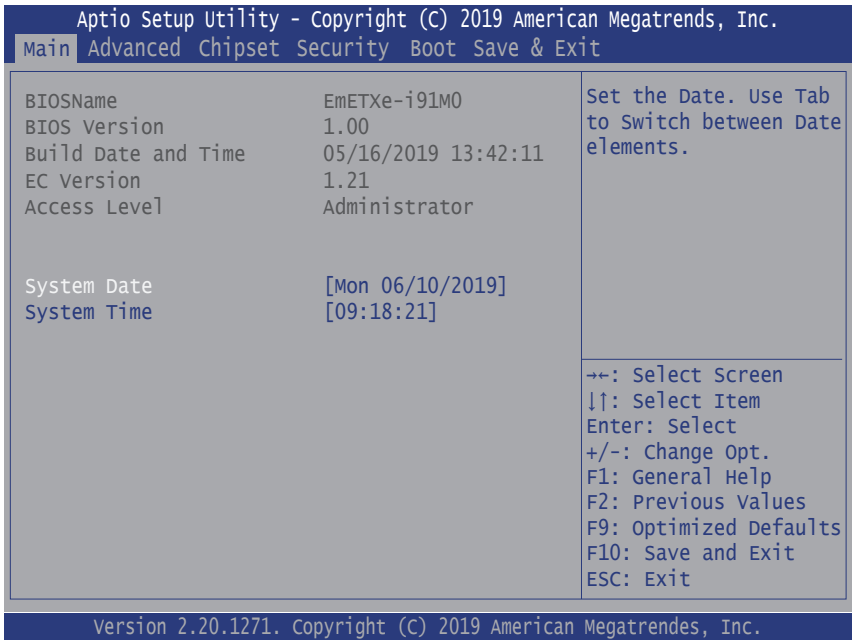 Aptio Setup Utility - Copyright (C) 2019 American Megatrends, Inc.
Main Advanced Chipset Security Boot Save & Exit
BIOSName EmETXe-i91M0
BIOS Version 1.00
Build Date and Time 05/16/2019 13:42:11
EC Version 1.21
Access Level Administrator
System Date [Mon 06/10/2019]
System Time [09:18:21]
Set the Date. Use Tab
to Switch between Date
elements.
→←: Select Screen
↓↑: Select Item
Enter: Select
+/-: Change Opt.
F1: General Help
F2: Previous Values
F9: Optimized Defaults
F10: Save and Exit
ESC: Exit
Version 2.20.1271. Copyright (C) 2019 American Megatrendes, Inc.